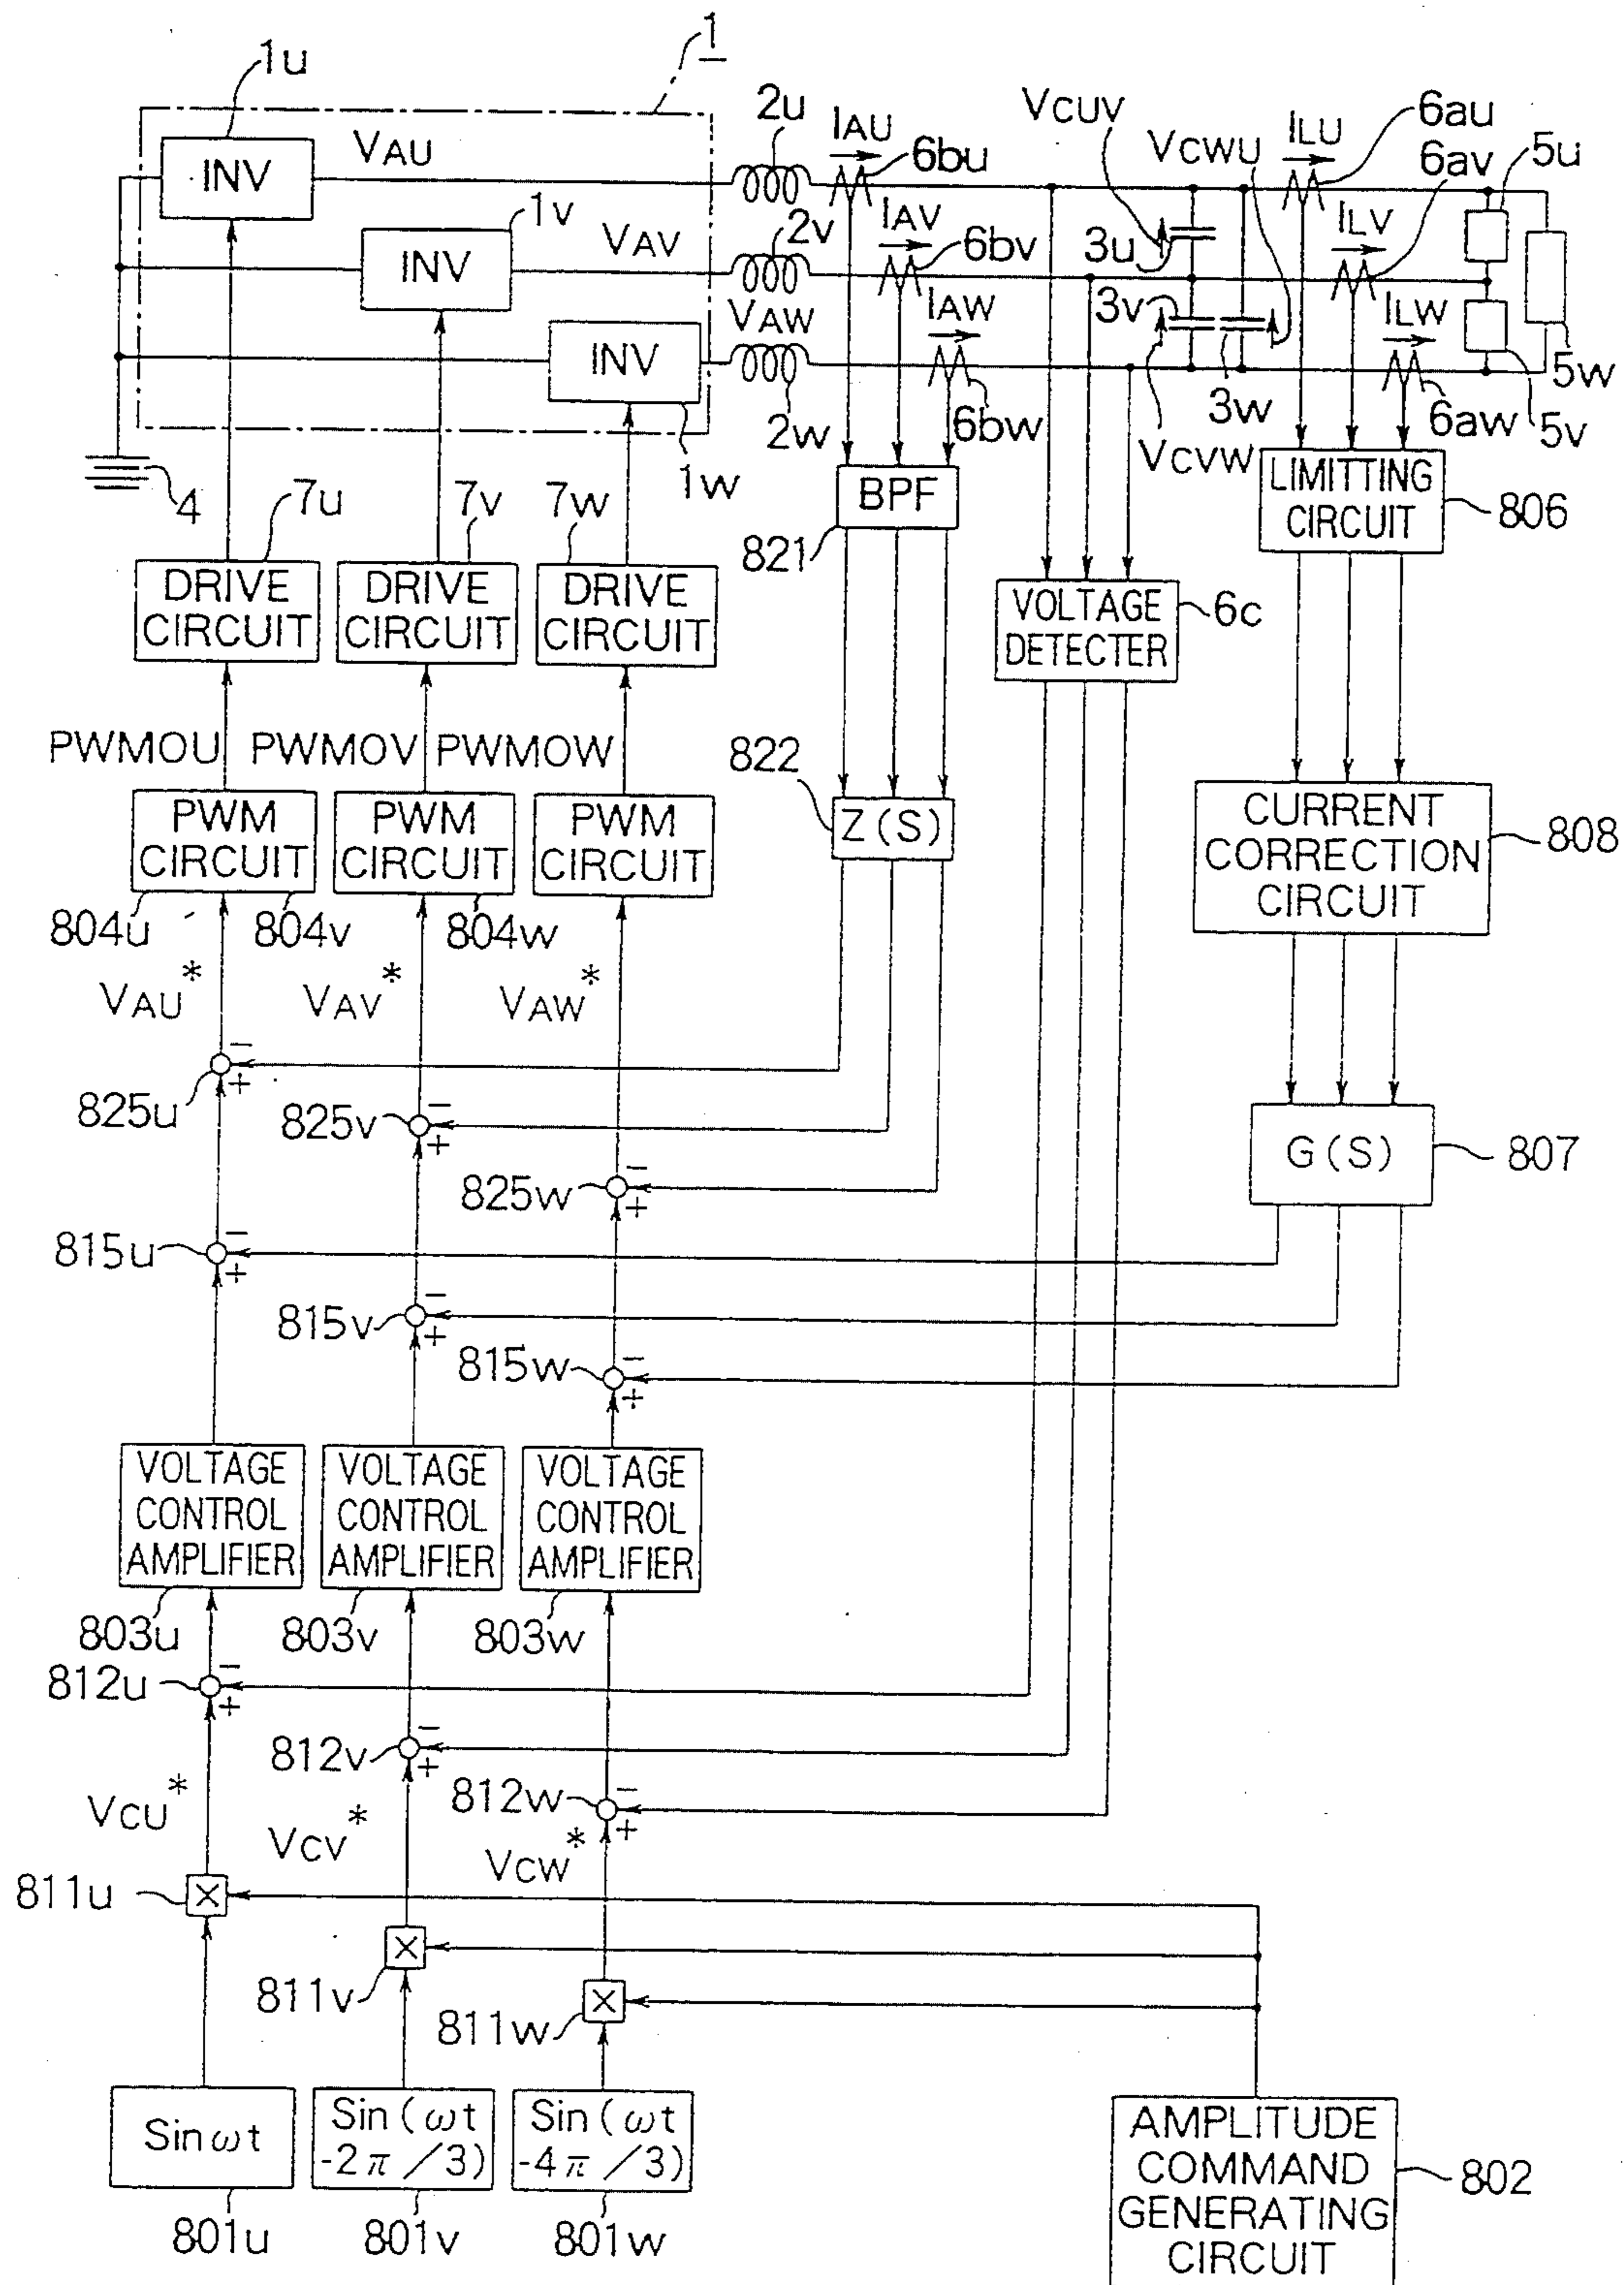 1
1u
2u
IAU
6bu
VCUV
VCWU
ILU
6au
6av
5u
INV
VAU
1v
2v
IAV
6bv
3u
ILV
INV
VAV
VAW
IAW
3v
ILW
INV
2w
6bw
3w
6aw
5v
5w
1w
VCVW
4
7u
7v
7w
BPF
821
LIMITTING
CIRCUIT
806
DRIVE
CIRCUIT
DRIVE
CIRCUIT
DRIVE
CIRCUIT
VOLTAGE
DETECTER
6c
PWMOU
PWMOV
PWMOW
822
Z(S)
CURRENT
CORRECTION
CIRCUIT
808
PWM
CIRCUIT
PWM
CIRCUIT
PWM
CIRCUIT
804u
804v
804w
VAU*
VAV*
VAW*
−
+
825u
−
+
825v
−
+
825w
G(S)
807
−
+
815u
−
+
815v
−
+
815w
VOLTAGE
CONTROL
AMPLIFIER
VOLTAGE
CONTROL
AMPLIFIER
VOLTAGE
CONTROL
AMPLIFIER
803u
803v
803w
−
+
812u
−
+
812v
−
+
812w
VCU*
VCV*
VCW*
811u
×
811v
×
811w
×
Sinωt
Sin(ωt
-2π/3)
Sin(ωt
-4π/3)
801u
801v
801w
AMPLITUDE
COMMAND
GENERATING
CIRCUIT
802